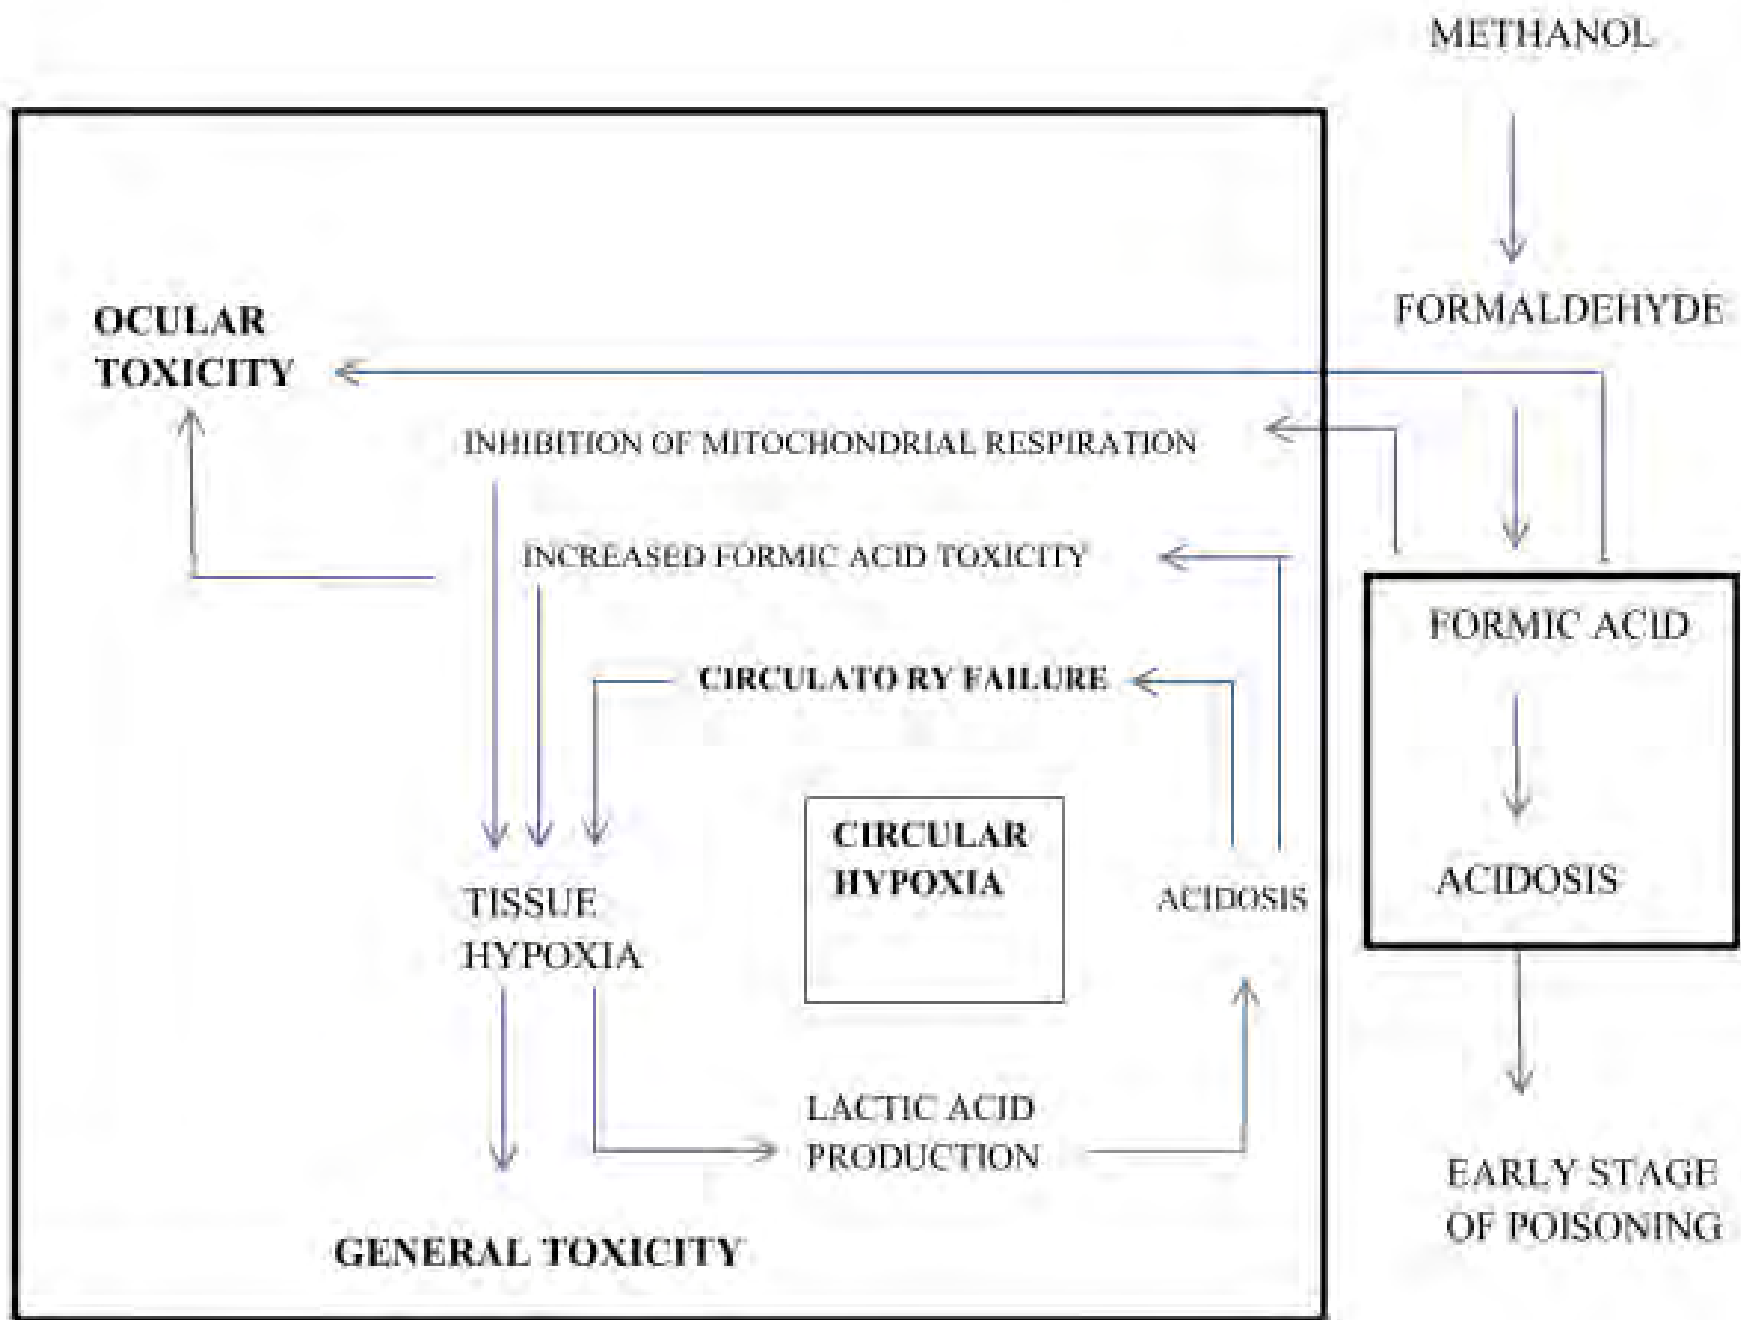 METHANOL
FORMALDEHYDE
OCULAR
TOXICITY
INHIBITION OF MITOCHONDRIAL RESPIRATION
INCREASED FORMIC ACID TOXICITY
FORMIC ACID
CIRCULATO RY FAILURE
CIRCULAR
HYPOXIA
ACIDOSIS
TISSUE
HYPOXIA
ACIDOSIS
LACTIC ACID
PRODUCTION
EARLY STAGE
OF POISONING
GENERAL TOXICITY